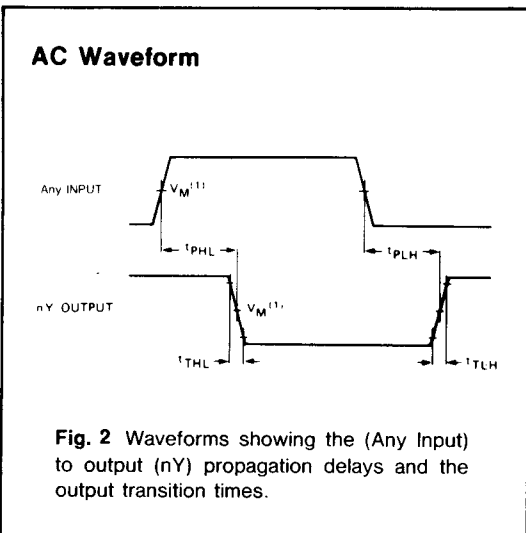 AC Waveform
Any INPUT
VM(1)
tPHL
tPLH
nY OUTPUT
VM(1)
tTHL
tTLH
Fig. 2 Waveforms showing the (Any Input)
to output (nY) propagation delays and the
output transition times.